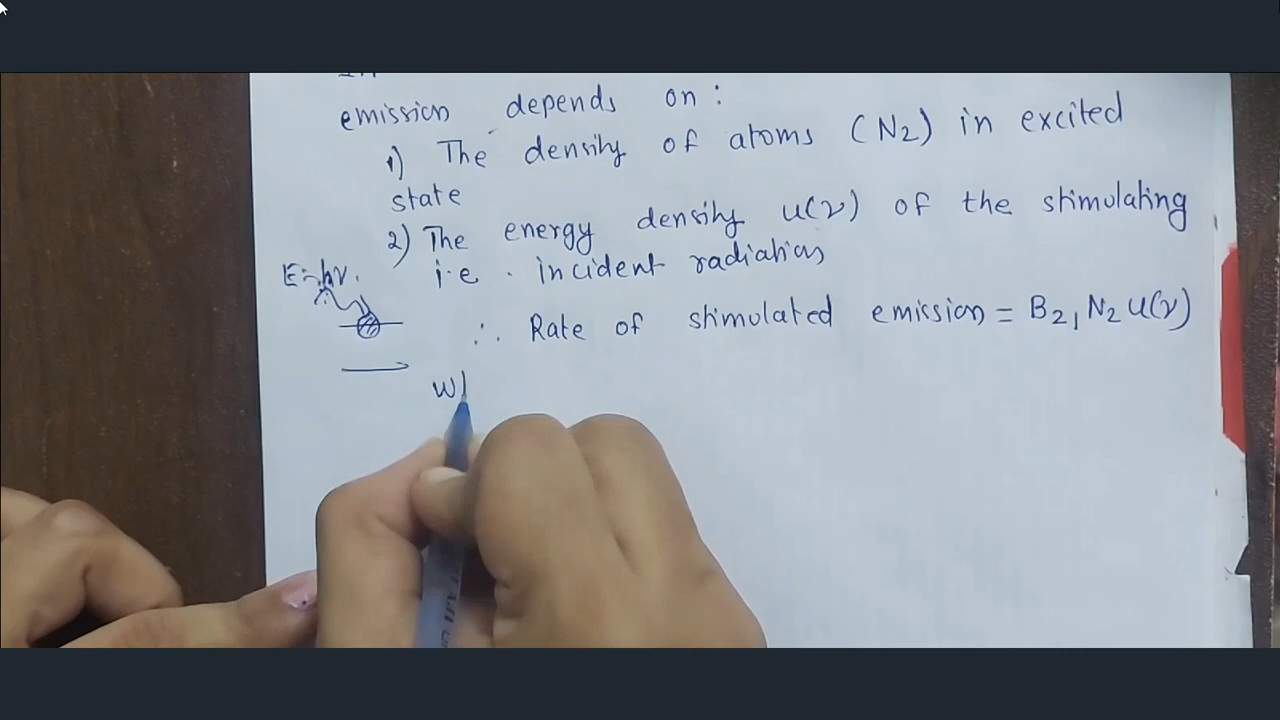 emission depends on :
1) The density of atoms (N₂) in excited
state
2) The energy density u(ν) of the stimulating
i.e. incident radiation
E=hν.
∴ Rate of stimulated emission = B₂₁ N₂ u(ν)